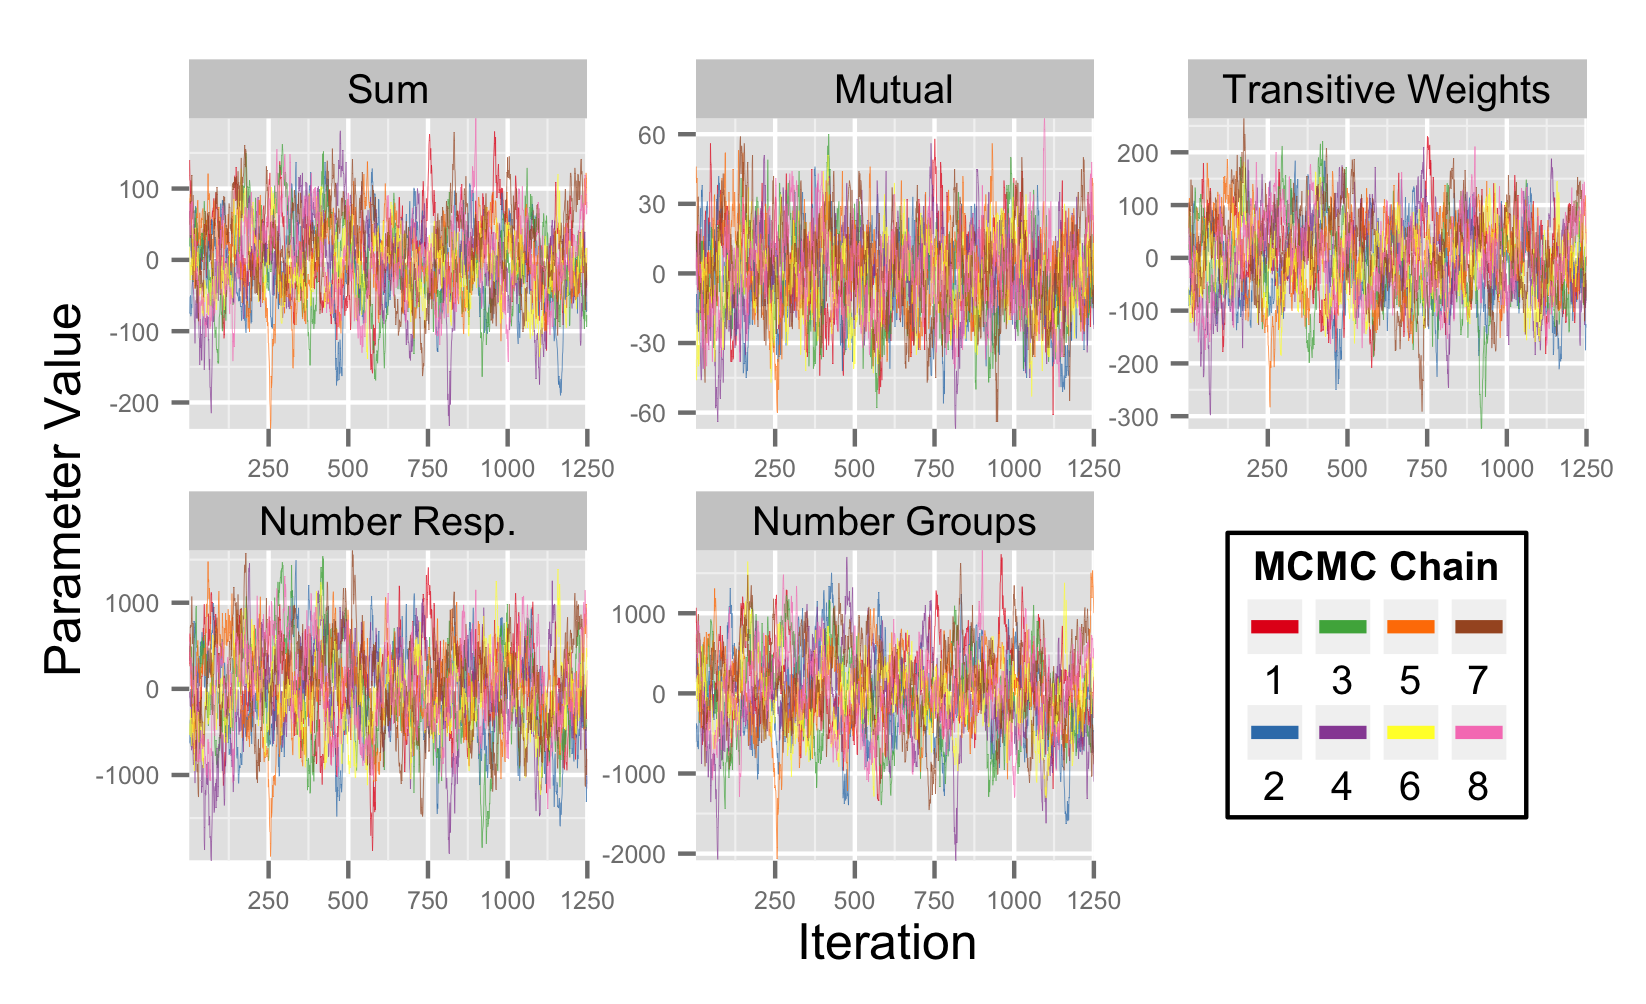 Sum
Mutual
Transitive Weights
100
0
-100
-200
60
30
0
-30
-60
200
100
0
-100
-200
-300
250 500 750 1000 1250
250 500 750 1000 1250
250 500 750 1000 1250
Parameter Value
Number Resp.
Number Groups
1000
0
-1000
1000
0
-1000
-2000
250 500 750 1000 1250
250 500 750 1000 1250
Iteration
MCMC Chain
1 3 5 7
2 4 6 8